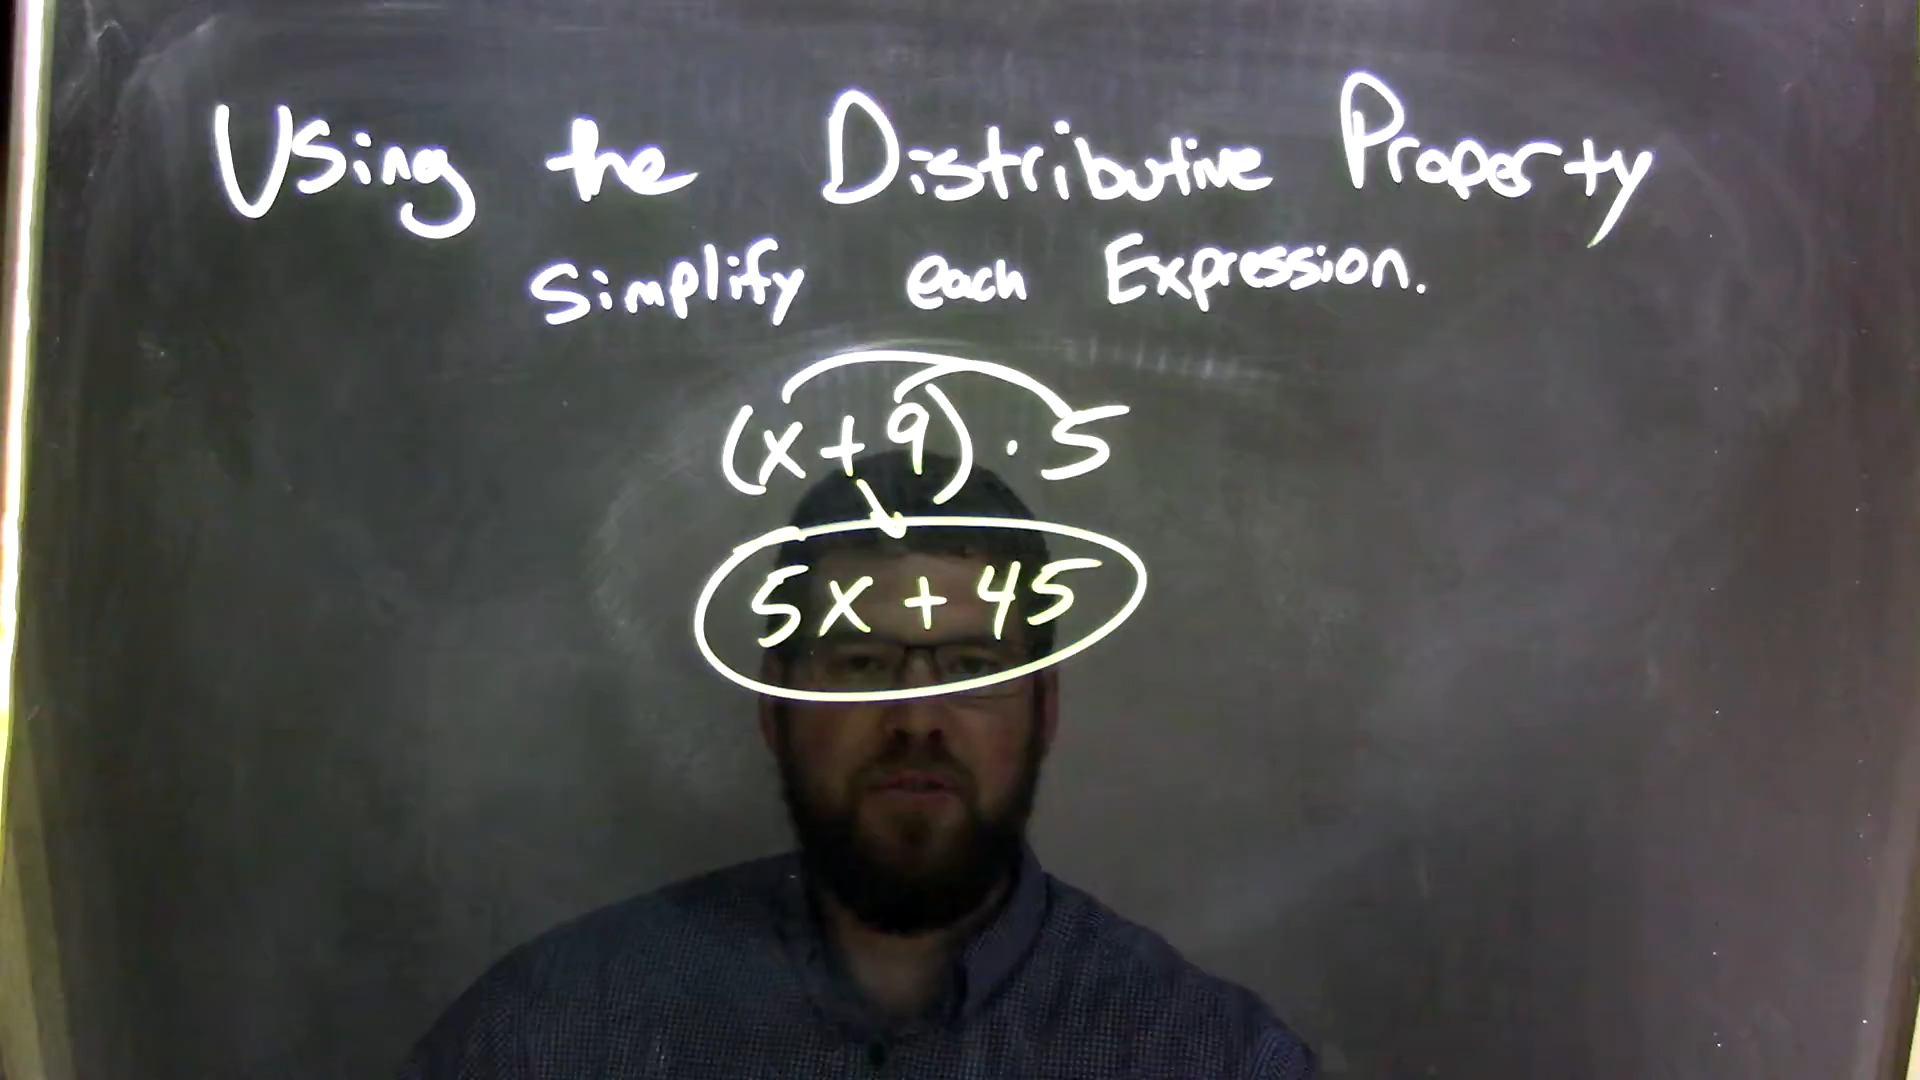 Using the Distributive Property
Simplify each Expression.
(x+9)·5
5x+45